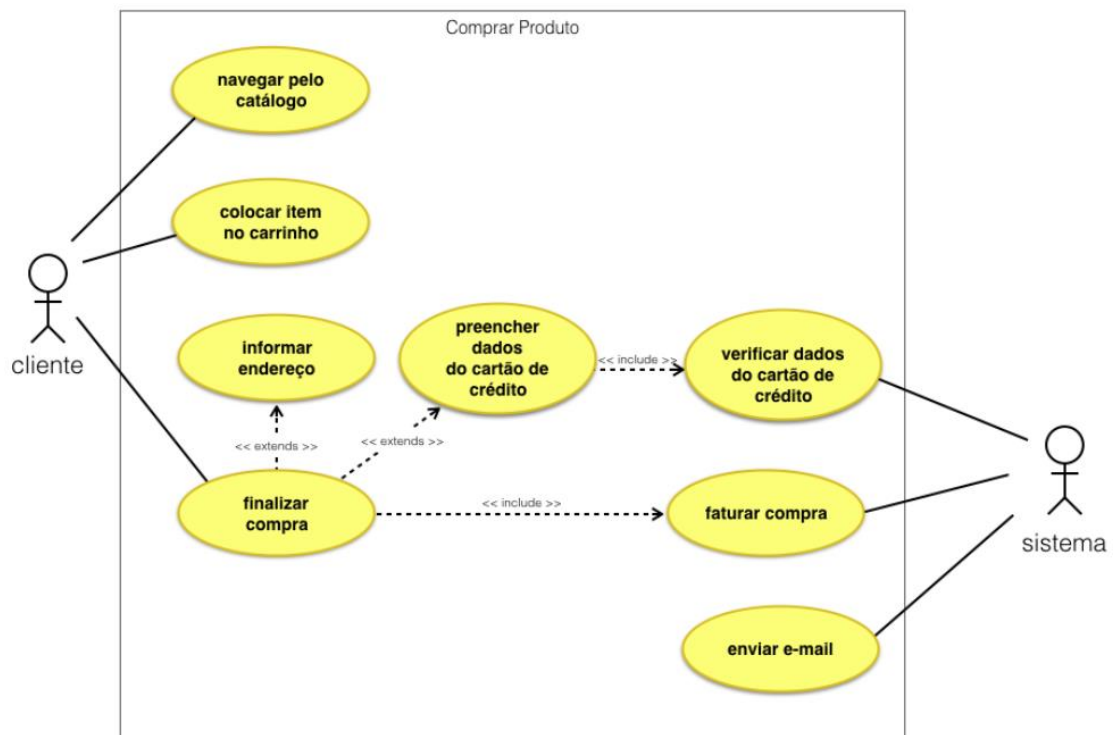 Comprar Produto
navegar pelo
catálogo
colocar item
no carrinho
cliente
informar
endereço
preencher
dados
do cartão de
crédito
<< include >>
verificar dados
do cartão de
crédito
<< extends >>
<< extends >>
finalizar
compra
<< include >>
faturar compra
sistema
enviar e-mail